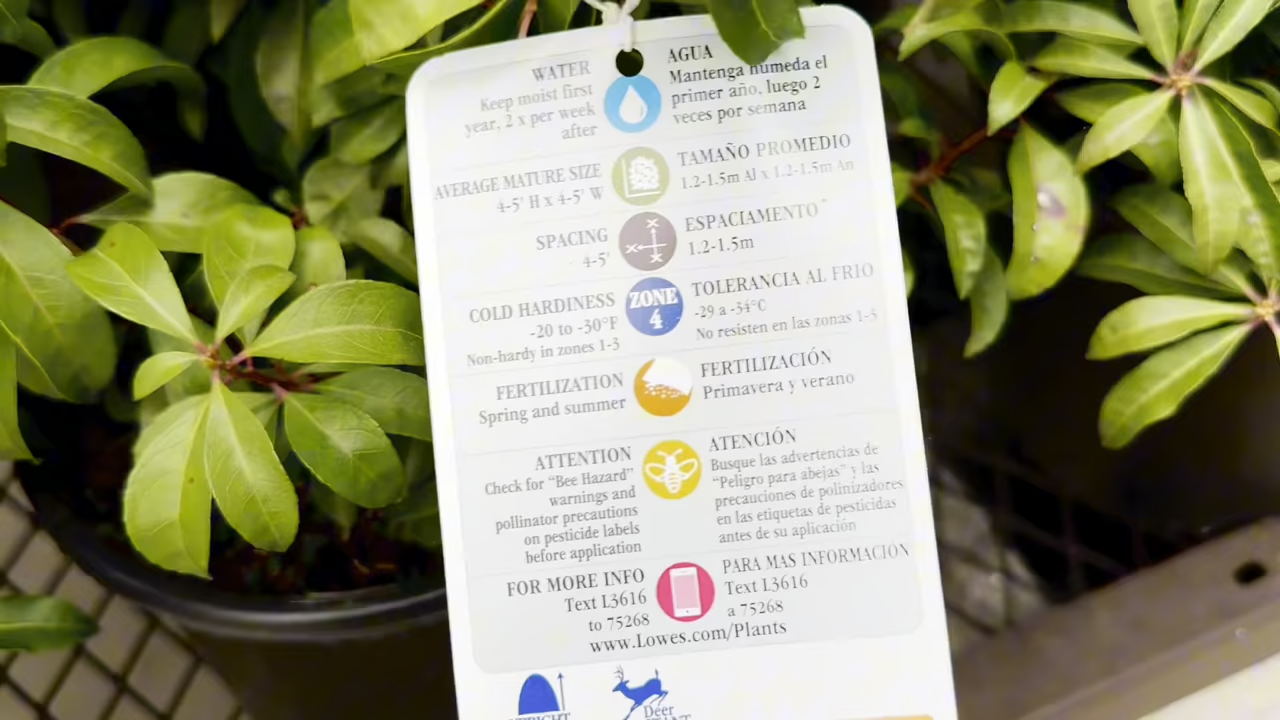 WATER
Keep moist first
year, 2 x per week
after
AGUA
Mantenga húmeda el
primer año, luego 2
veces por semana
AVERAGE MATURE SIZE
4-5' H x 4-5' W
TAMAÑO PROMEDIO
1.2-1.5m Al x 1.2-1.5m An
SPACING
4-5'
ESPACIAMENTO
1.2-1.5m
COLD HARDINESS
-20 to -30°F
Non-hardy in zones 1-3
ZONE
4
TOLERANCIA AL FRIO
-29 a -34°C
No resisten en las zonas 1-3
FERTILIZATION
Spring and summer
FERTILIZACIÓN
Primavera y verano
ATTENTION
Check for "Bee Hazard"
warnings and
pollinator precautions
on pesticide labels
before application
ATENCIÓN
Busque las advertencias de
"Peligro para abejas" y las
precauciones de polinizadores
en las etiquetas de pesticidas
antes de su aplicación
FOR MORE INFO
Text L3616
to 75268
PARA MAS INFORMACIÓN
Text L3616
a 75268
www.Lowes.com/Plants
Deer